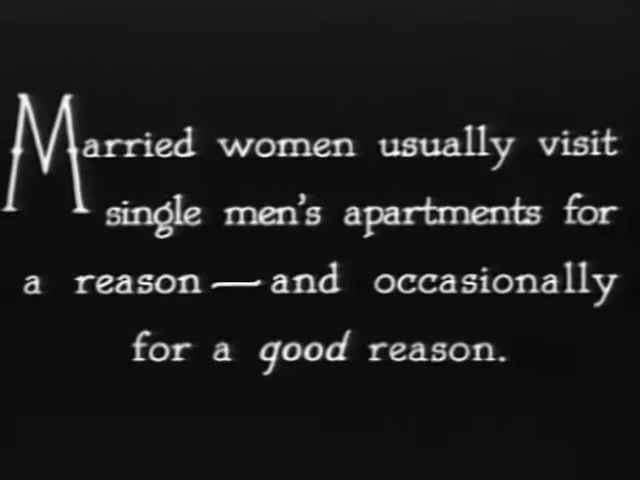 Married women usually visit
single men's apartments for
a reason — and occasionally
for a good reason.